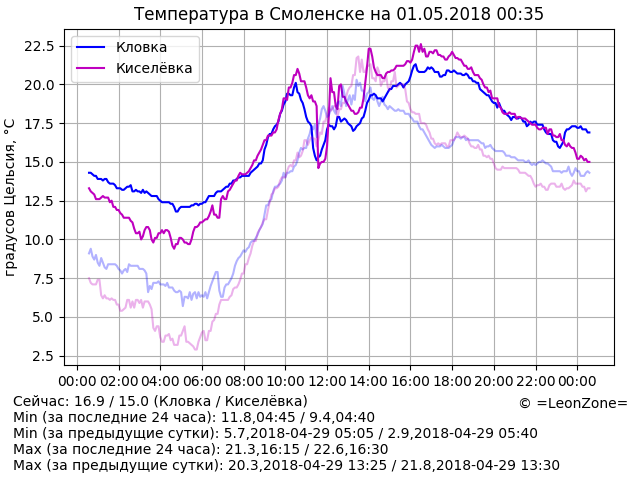 Температура в Смоленске на 01.05.2018 00:35
Кловка
Киселёвка
градусов Цельсия, °C
22.5
20.0
17.5
15.0
12.5
10.0
7.5
5.0
2.5
00:00 02:00 04:00 06:00 08:00 10:00 12:00 14:00 16:00 18:00 20:00 22:00 00:00
Сейчас: 16.9 / 15.0 (Кловка / Киселёвка)
© =LeonZone=
Min (за последние 24 часа): 11.8,04:45 / 9.4,04:40
Min (за предыдущие сутки): 5.7,2018-04-29 05:05 / 2.9,2018-04-29 05:40
Max (за последние 24 часа): 21.3,16:15 / 22.6,16:30
Max (за предыдущие сутки): 20.3,2018-04-29 13:25 / 21.8,2018-04-29 13:30